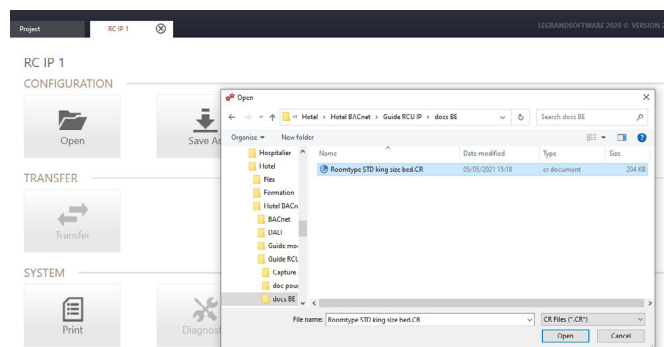 LEGRANDSOFTWARE 2020 © VERSION
Project
RC IP 1
RC IP 1
CONFIGURATION
Open
Save As
TRANSFER
Transfer
SYSTEM
Print
Diagnost
Open
« Hotel › Hotel BACnet › Guide RCU IP › docs BE
Search docs BE
Organise
New folder
Name
Date modified
Type
Size
Hospitalier
Hotel
Flex
Formation
Hotel BACn
BACnet
DALI
Guide mo
Guide RCU
Capture
doc pou
docs BE
Roomtype STD king size bed.CR
05/05/2021 15:18
cr document
204 KB
File name:
Roomtype STD king size bed.CR
CR Files (*.CR*)
Open
Cancel